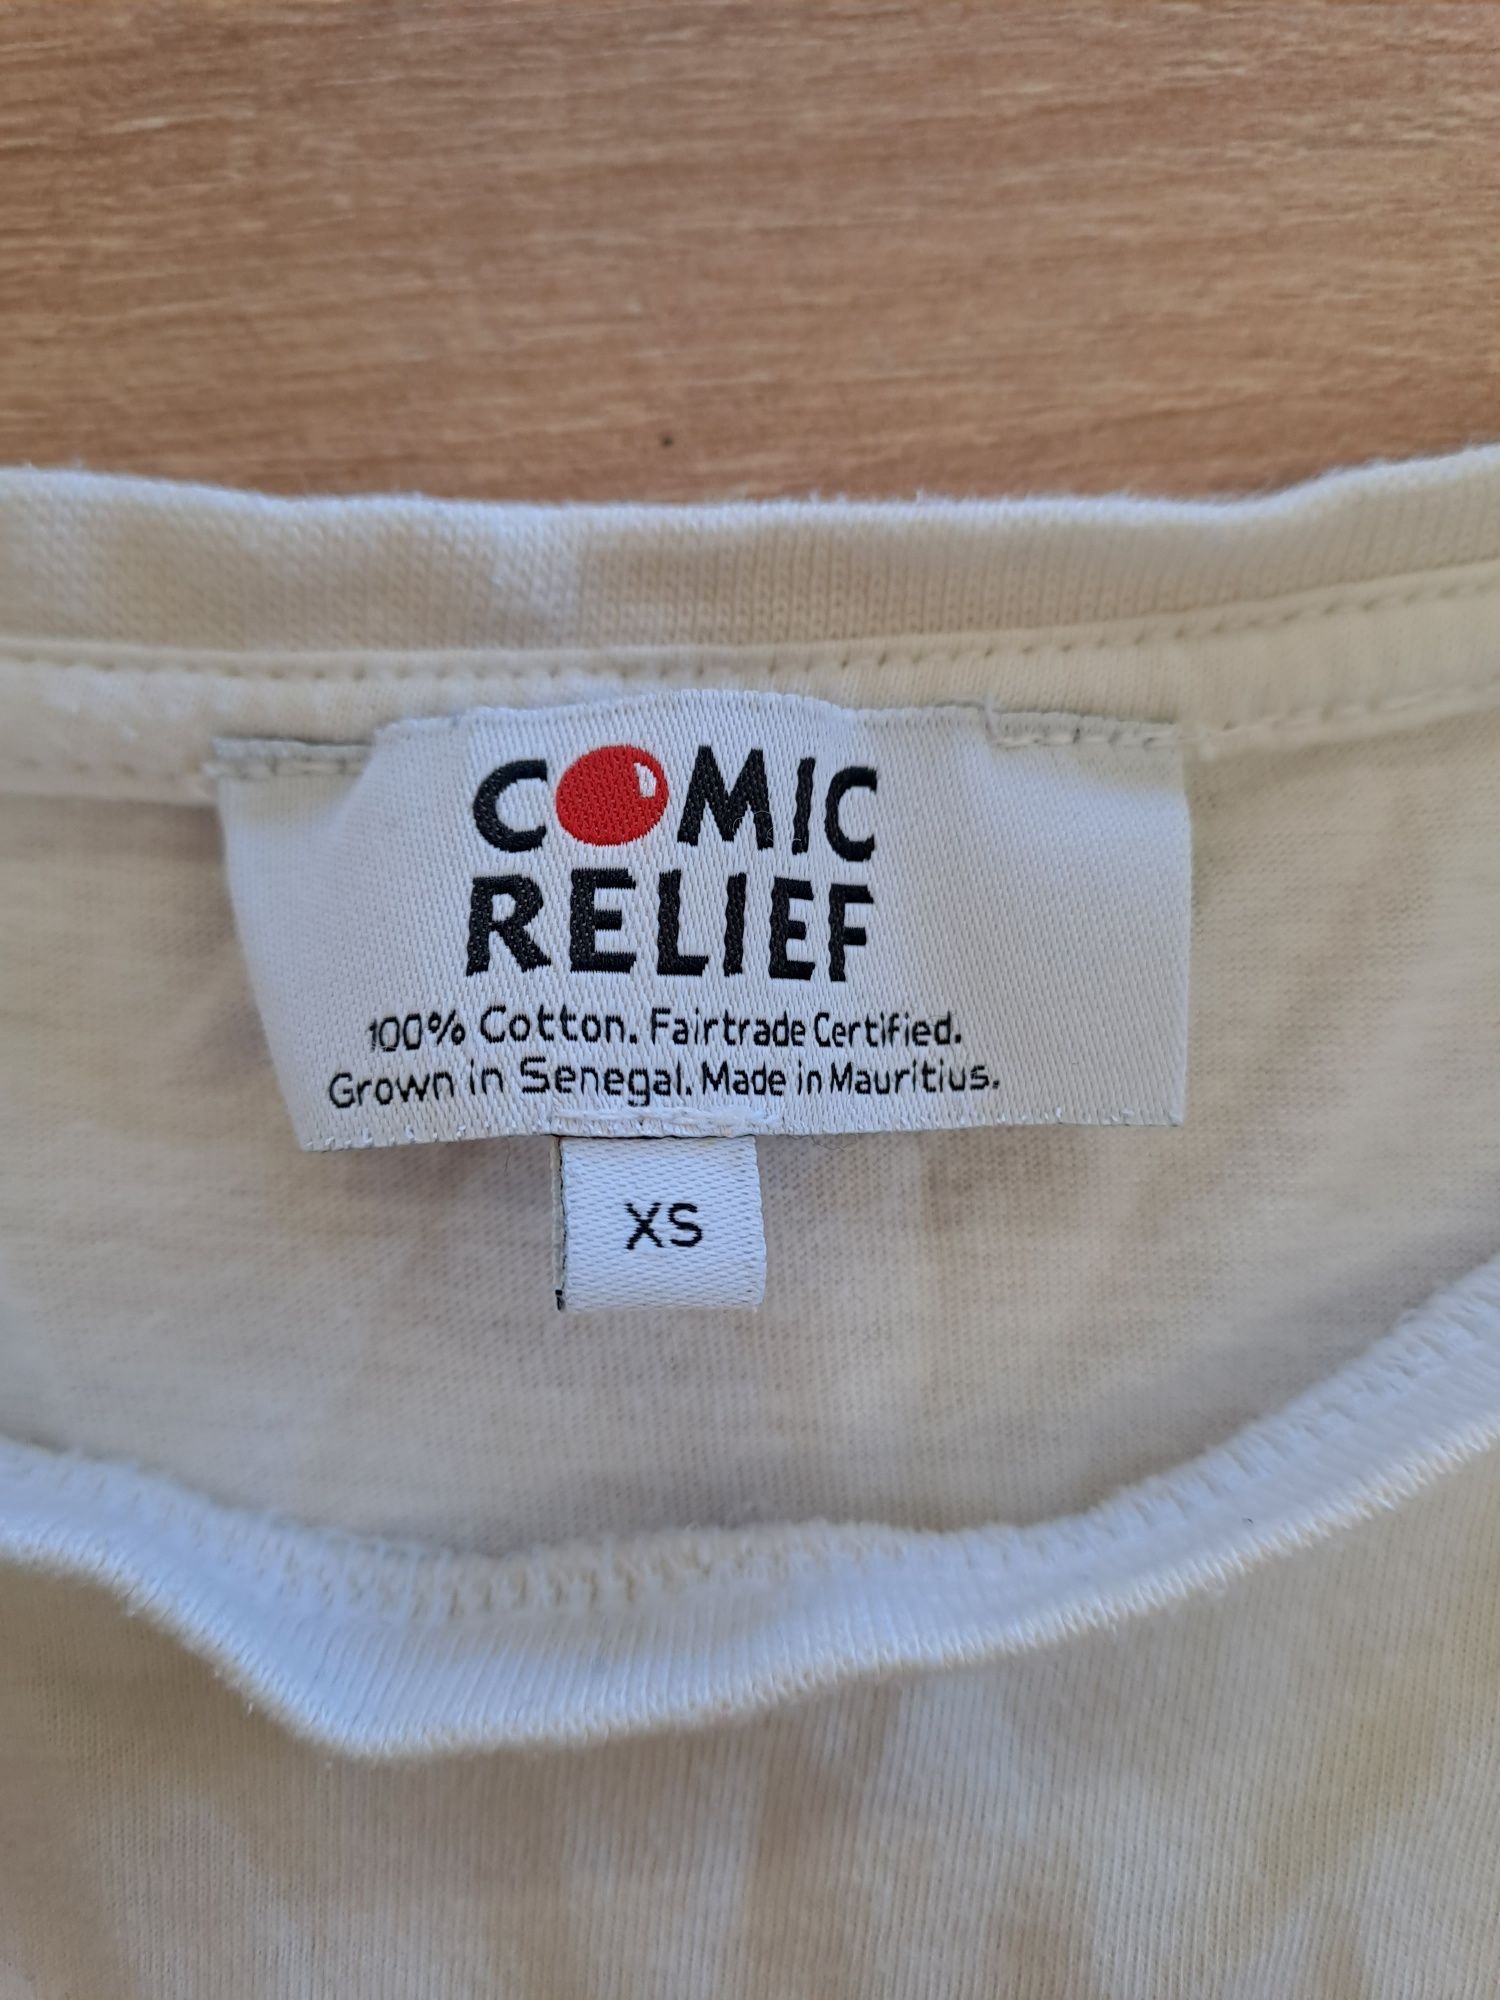 COMIC
RELIEF
100% Cotton. Fairtrade Certified.
Grown in Senegal. Made in Mauritius.
XS